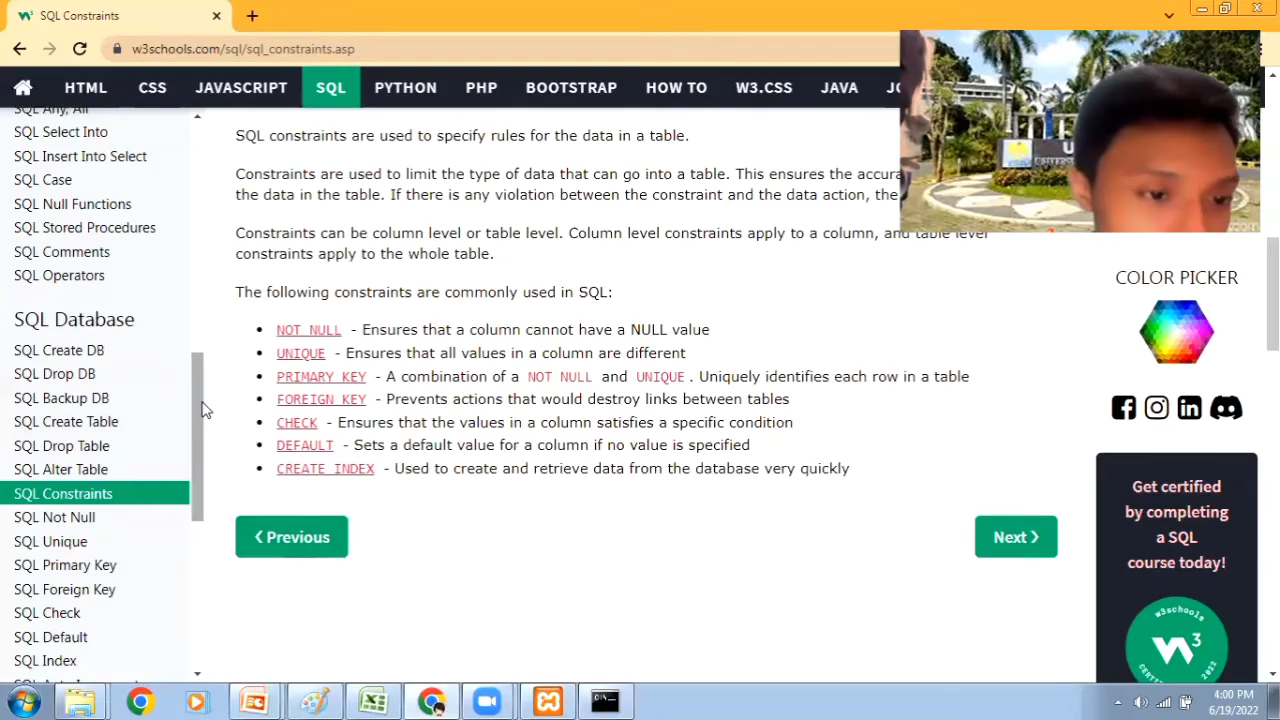 SQL Constraints
w3schools.com/sql/sql_constraints.asp
HTML
CSS
JAVASCRIPT
SQL
PYTHON
PHP
BOOTSTRAP
HOW TO
W3.CSS
JAVA
SQL Any, All
SQL Select Into
SQL Insert Into Select
SQL Case
SQL Null Functions
SQL Stored Procedures
SQL Comments
SQL Operators
SQL Database
SQL Create DB
SQL Drop DB
SQL Backup DB
SQL Create Table
SQL Drop Table
SQL Alter Table
SQL Constraints
SQL Not Null
SQL Unique
SQL Primary Key
SQL Foreign Key
SQL Check
SQL Default
SQL Index
SQL constraints are used to specify rules for the data in a table.
Constraints are used to limit the type of data that can go into a table. This ensures the accura
the data in the table. If there is any violation between the constraint and the data action, the
Constraints can be column level or table level. Column level constraints apply to a column, and table level
constraints apply to the whole table.
The following constraints are commonly used in SQL:
• NOT NULL - Ensures that a column cannot have a NULL value
• UNIQUE - Ensures that all values in a column are different
• PRIMARY KEY - A combination of a NOT NULL and UNIQUE. Uniquely identifies each row in a table
• FOREIGN KEY - Prevents actions that would destroy links between tables
• CHECK - Ensures that the values in a column satisfies a specific condition
• DEFAULT - Sets a default value for a column if no value is specified
• CREATE INDEX - Used to create and retrieve data from the database very quickly
❮ Previous
Next ❯
COLOR PICKER
Get certified
by completing
a SQL
course today!
w3schools
4:00 PM
6/19/2022